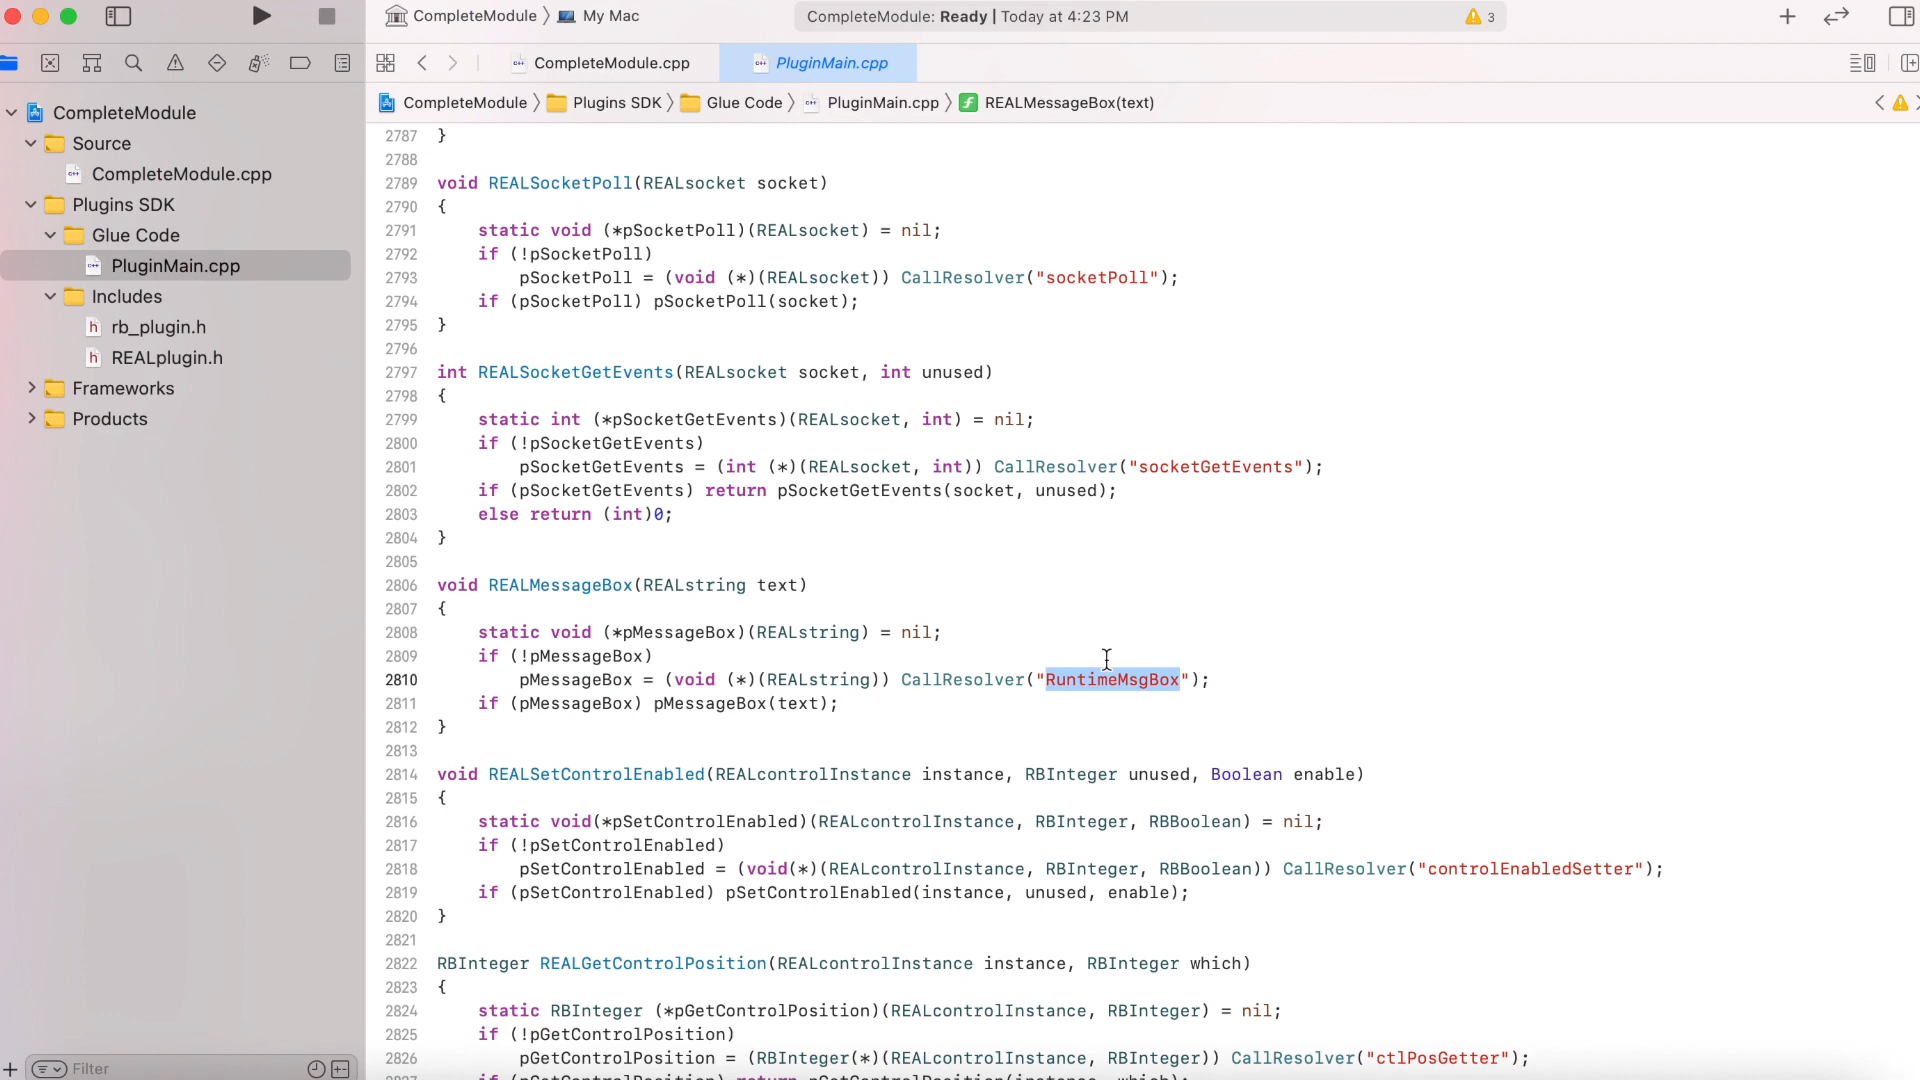 CompleteModule 〉 My Mac
CompleteModule: Ready | Today at 4:23 PM
3
CompleteModule.cpp
PluginMain.cpp
CompleteModule 〉 Plugins SDK 〉 Glue Code 〉 PluginMain.cpp 〉 REALMessageBox(text)
CompleteModule
Source
CompleteModule.cpp
Plugins SDK
Glue Code
PluginMain.cpp
Includes
h rb_plugin.h
h REALplugin.h
Frameworks
Products
Filter
2787 }
2788
2789 void REALSocketPoll(REALsocket socket)
2790 {
2791 static void (*pSocketPoll)(REALsocket) = nil;
2792 if (!pSocketPoll)
2793 pSocketPoll = (void (*)(REALsocket)) CallResolver("socketPoll");
2794 if (pSocketPoll) pSocketPoll(socket);
2795 }
2796
2797 int REALSocketGetEvents(REALsocket socket, int unused)
2798 {
2799 static int (*pSocketGetEvents)(REALsocket, int) = nil;
2800 if (!pSocketGetEvents)
2801 pSocketGetEvents = (int (*)(REALsocket, int)) CallResolver("socketGetEvents");
2802 if (pSocketGetEvents) return pSocketGetEvents(socket, unused);
2803 else return (int)0;
2804 }
2805
2806 void REALMessageBox(REALstring text)
2807 {
2808 static void (*pMessageBox)(REALstring) = nil;
2809 if (!pMessageBox)
2810 pMessageBox = (void (*)(REALstring)) CallResolver("RuntimeMsgBox");
2811 if (pMessageBox) pMessageBox(text);
2812 }
2813
2814 void REALSetControlEnabled(REALcontrolInstance instance, RBInteger unused, Boolean enable)
2815 {
2816 static void(*pSetControlEnabled)(REALcontrolInstance, RBInteger, RBBoolean) = nil;
2817 if (!pSetControlEnabled)
2818 pSetControlEnabled = (void(*)(REALcontrolInstance, RBInteger, RBBoolean)) CallResolver("controlEnabledSetter");
2819 if (pSetControlEnabled) pSetControlEnabled(instance, unused, enable);
2820 }
2821
2822 RBInteger REALGetControlPosition(REALcontrolInstance instance, RBInteger which)
2823 {
2824 static RBInteger (*pGetControlPosition)(REALcontrolInstance, RBInteger) = nil;
2825 if (!pGetControlPosition)
2826 pGetControlPosition = (RBInteger(*)(REALcontrolInstance, RBInteger)) CallResolver("ctlPosGetter");